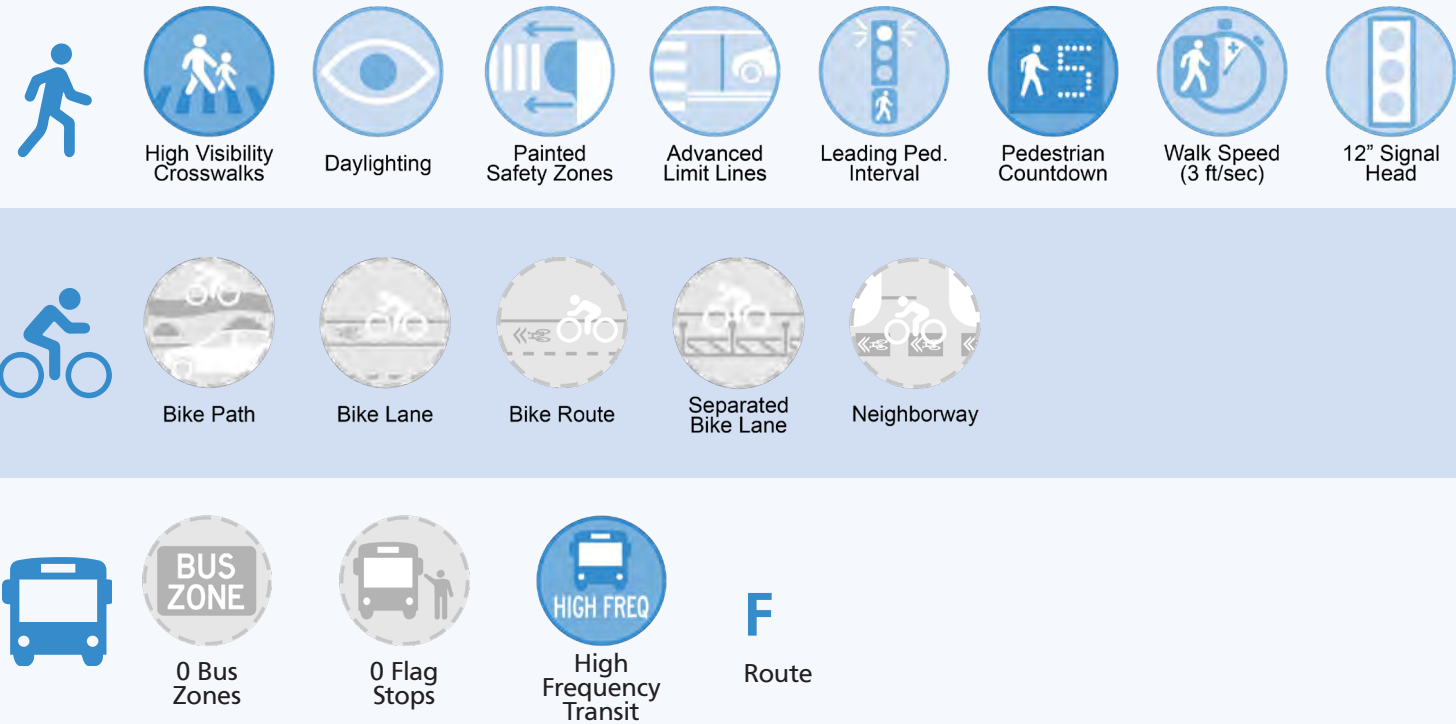 5
High Visibility
Crosswalks
Daylighting
Painted
Safety Zones
Advanced
Limit Lines
Leading Ped.
Interval
Pedestrian
Countdown
Walk Speed
(3 ft/sec)
12” Signal
Head
Bike Path
Bike Lane
Bike Route
Separated
Bike Lane
Neighborway
BUS
ZONE
0 Bus
Zones
0 Flag
Stops
HIGH FREQ
High
Frequency
Transit
F
Route